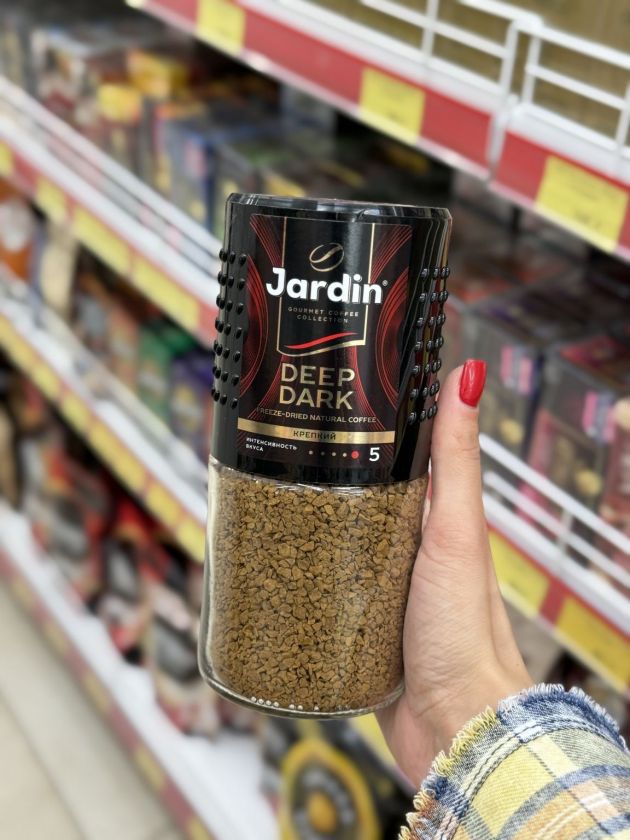 Jardin®
GOURMET COFFEE
COLLECTION
DEEP
DARK
FREEZE-DRIED NATURAL COFFEE
КРЕПКИЙ
ИНТЕНСИВНОСТЬ
ВКУСА
5